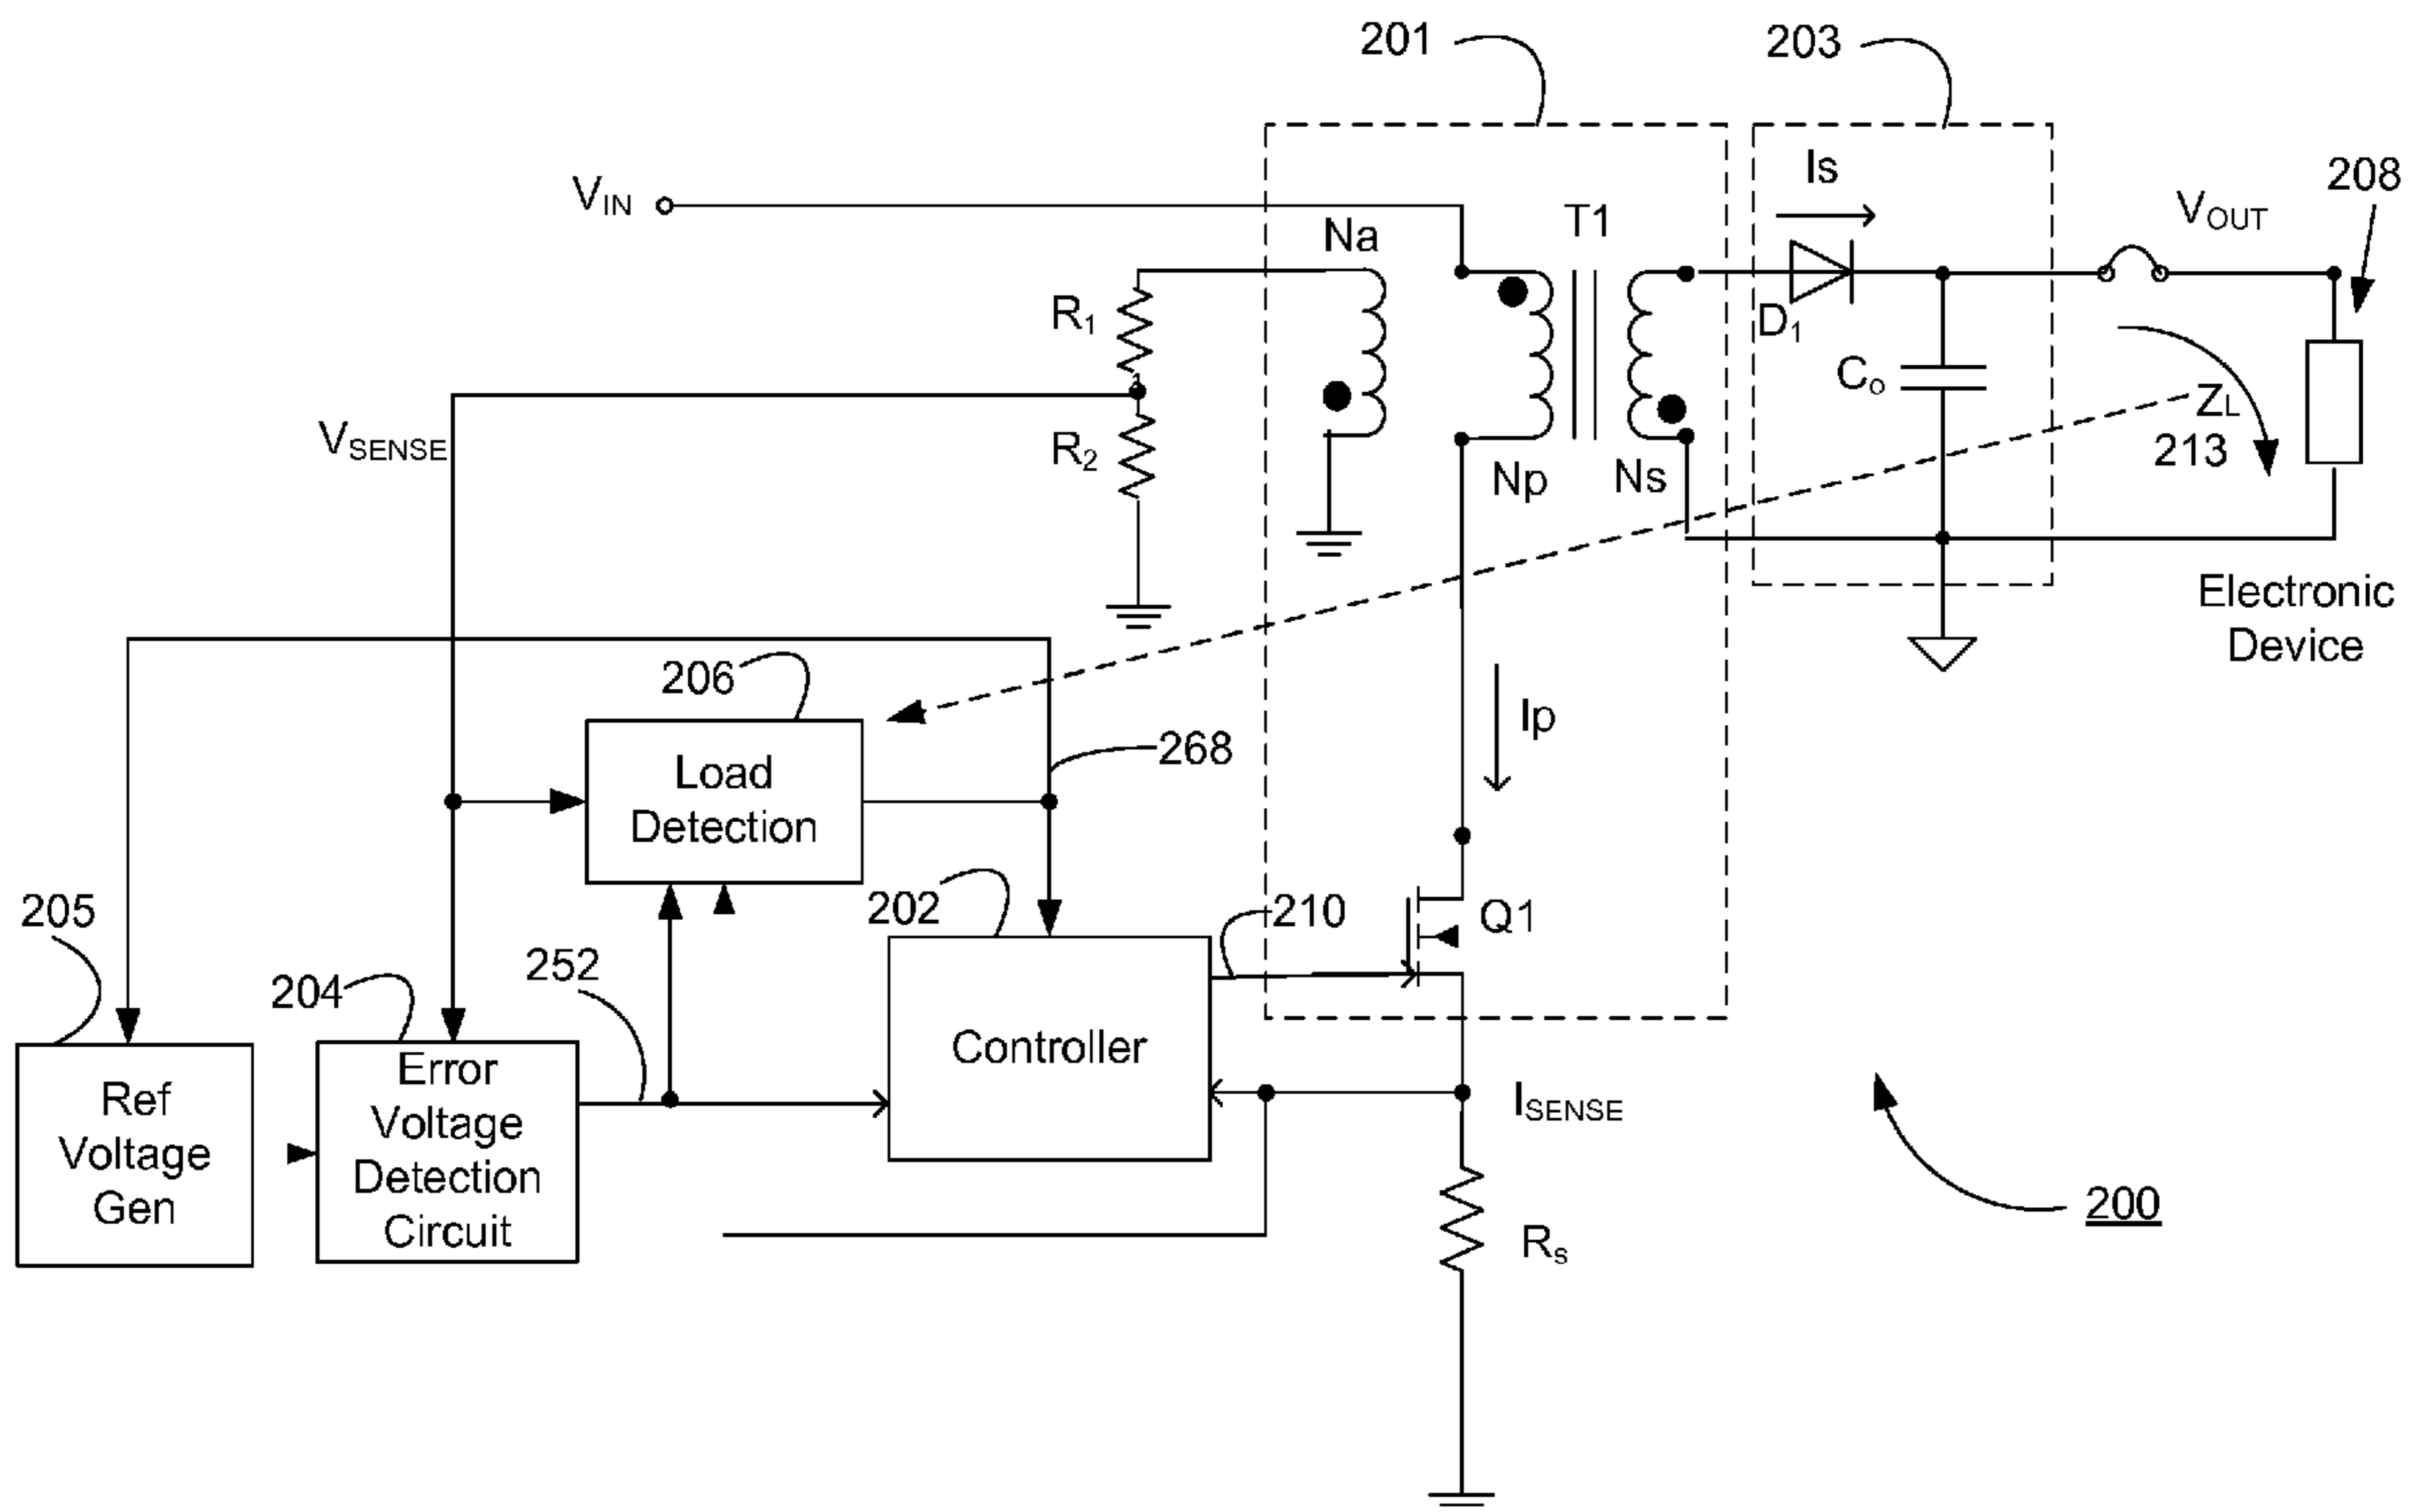 201
203
Is
208
VIN
VOUT
T1
Na
R1
D1
Co
1
ZL
213
VSENSE
R2
Np
Ns
Electronic
Device
206
Ip
268
Load
Detection
205
202
210
Q1
252
204
Ref
Voltage
Gen
Error
Voltage
Detection
Circuit
Controller
ISENSE
200
Rs